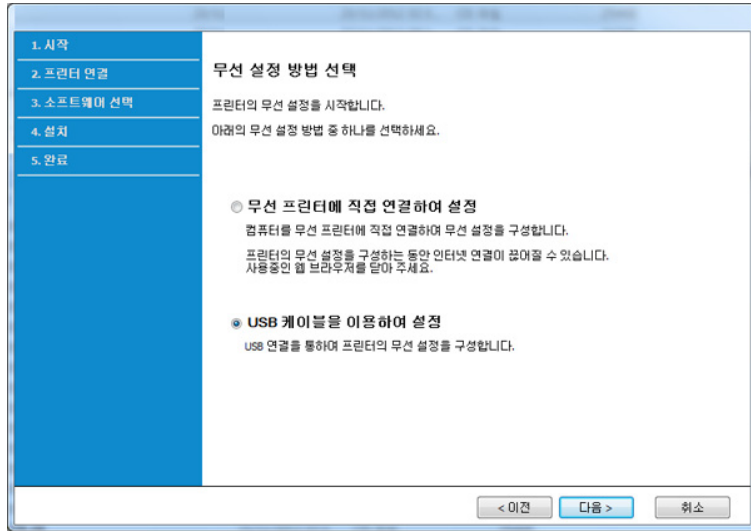 1. 시작
2. 프린터 연결
3. 소프트웨어 선택
4. 설치
5. 완료
무선 설정 방법 선택
프린터의 무선 설정을 시작합니다.
아래의 무선 설정 방법 중 하나를 선택하세요.
무선 프린터에 직접 연결하여 설정
컴퓨터를 무선 프린터에 직접 연결하여 무선 설정을 구성합니다.
프린터의 무선 설정을 구성하는 동안 인터넷 연결이 끊어질 수 있습니다.
사용중인 웹 브라우저를 닫아 주세요.
USB 케이블을 이용하여 설정
USB 연결을 통하여 프린터의 무선 설정을 구성합니다.
< 이전
다음 >
취소